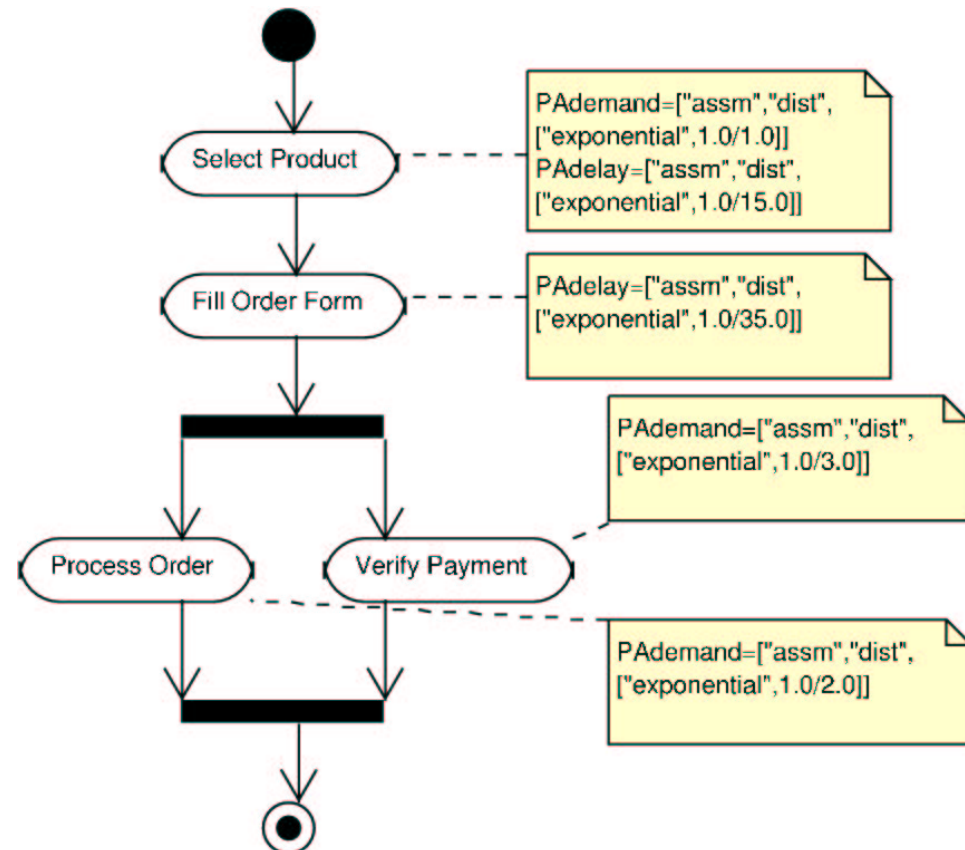 Select Product
PAdemand=["assm","dist",
["exponential",1.0/1.0]]
PAdelay=["assm","dist",
["exponential",1.0/15.0]]
Fill Order Form
PAdelay=["assm","dist",
["exponential",1.0/35.0]]
PAdemand=["assm","dist",
["exponential",1.0/3.0]]
Process Order
Verify Payment
PAdemand=["assm","dist",
["exponential",1.0/2.0]]